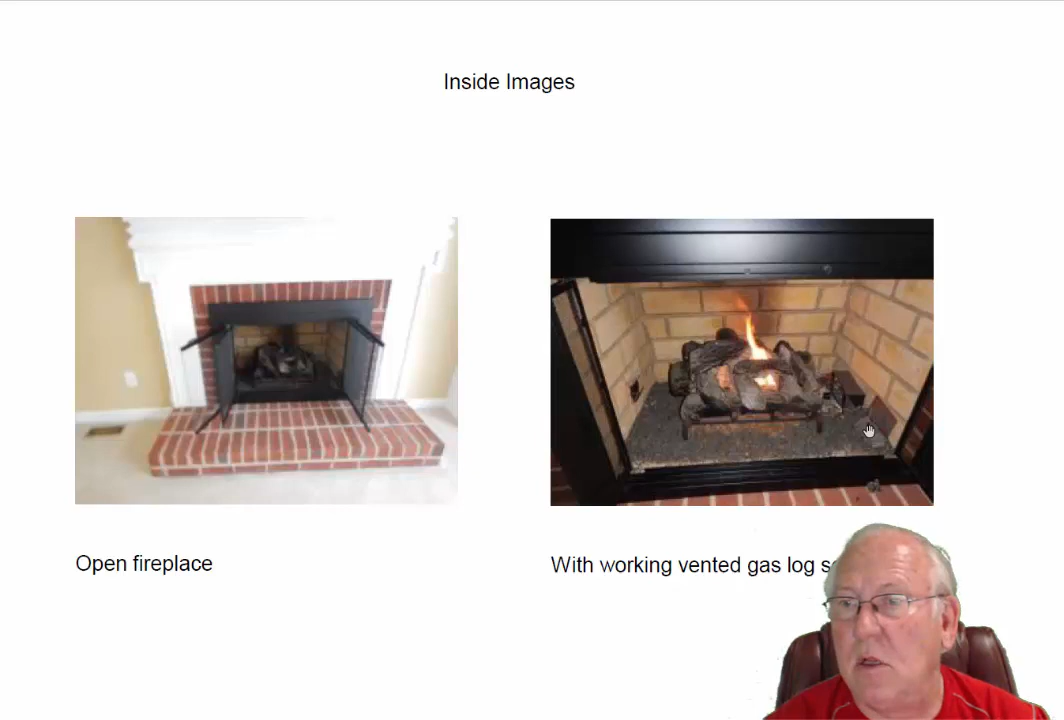 Inside Images
Open fireplace
With working vented gas log